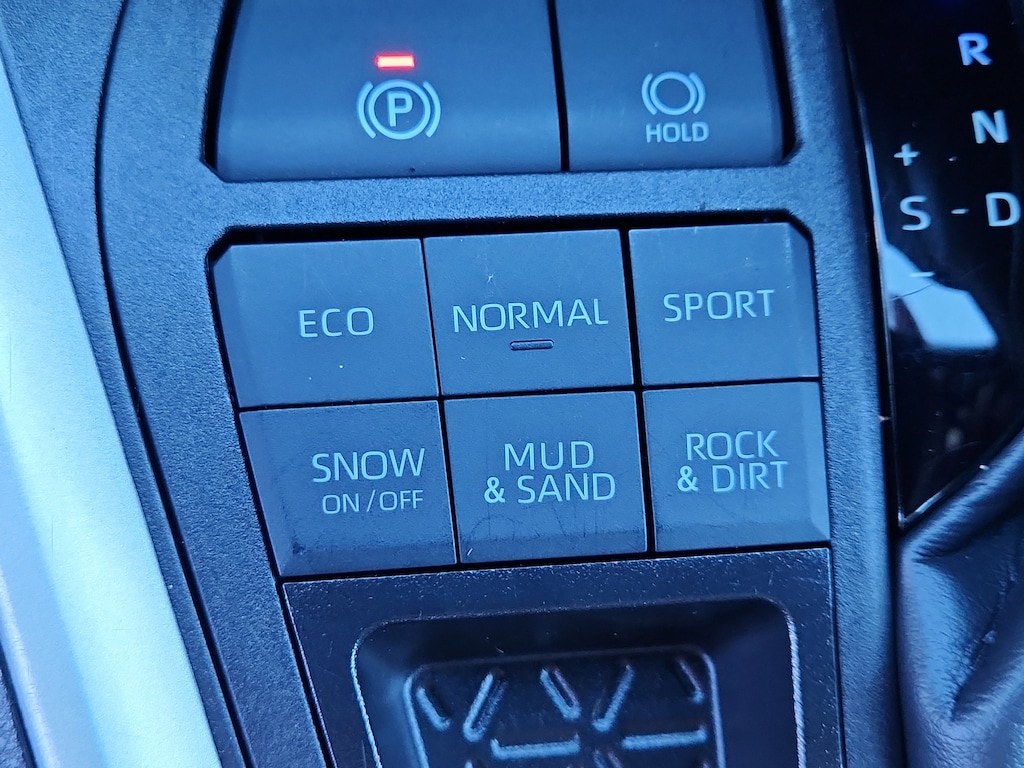 P
HOLD
R
N
+
S - D
-
ECO
NORMAL
SPORT
SNOW
ON / OFF
MUD
& SAND
ROCK
& DIRT